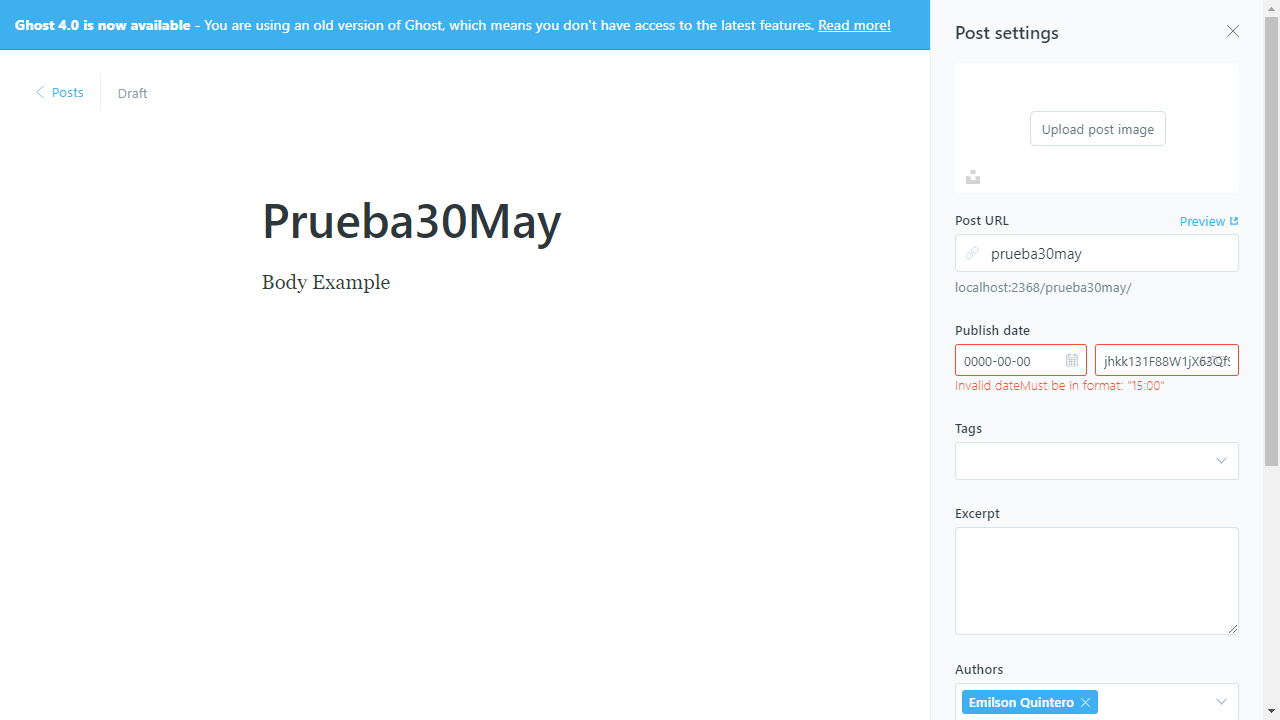 Ghost 4.0 is now available - You are using an old version of Ghost, which means you don't have access to the latest features. Read more!
Posts
Draft
Prueba30May
Body Example
Post settings
Upload post image
Post URL
Preview
prueba30may
localhost:2368/prueba30may/
Publish date
0000-00-00
Invalid dateMust be in format: "15:00"
Tags
Excerpt
Authors
Emilson Quintero